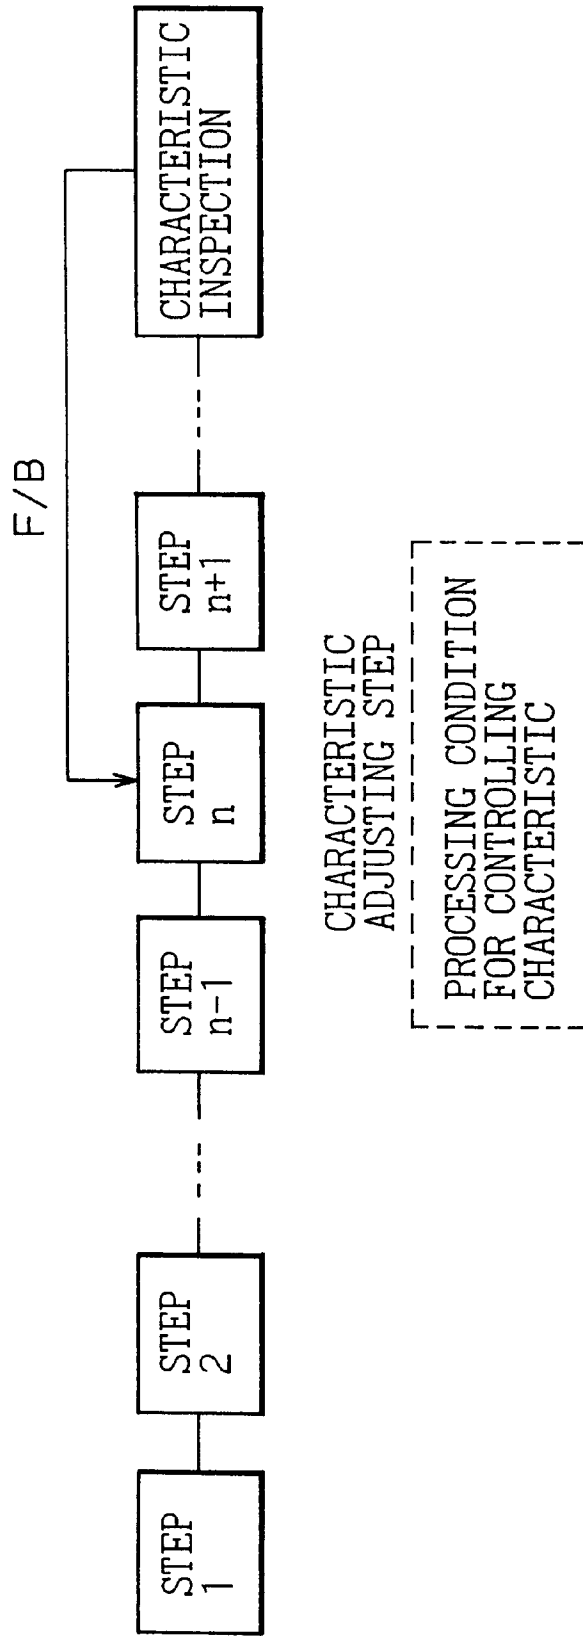 F/B
STEP
1
STEP
2
STEP
n-1
STEP
n
STEP
n+1
CHARACTERISTIC
INSPECTION
CHARACTERISTIC
ADJUSTING STEP
PROCESSING CONDITION
FOR CONTROLLING
CHARACTERISTIC